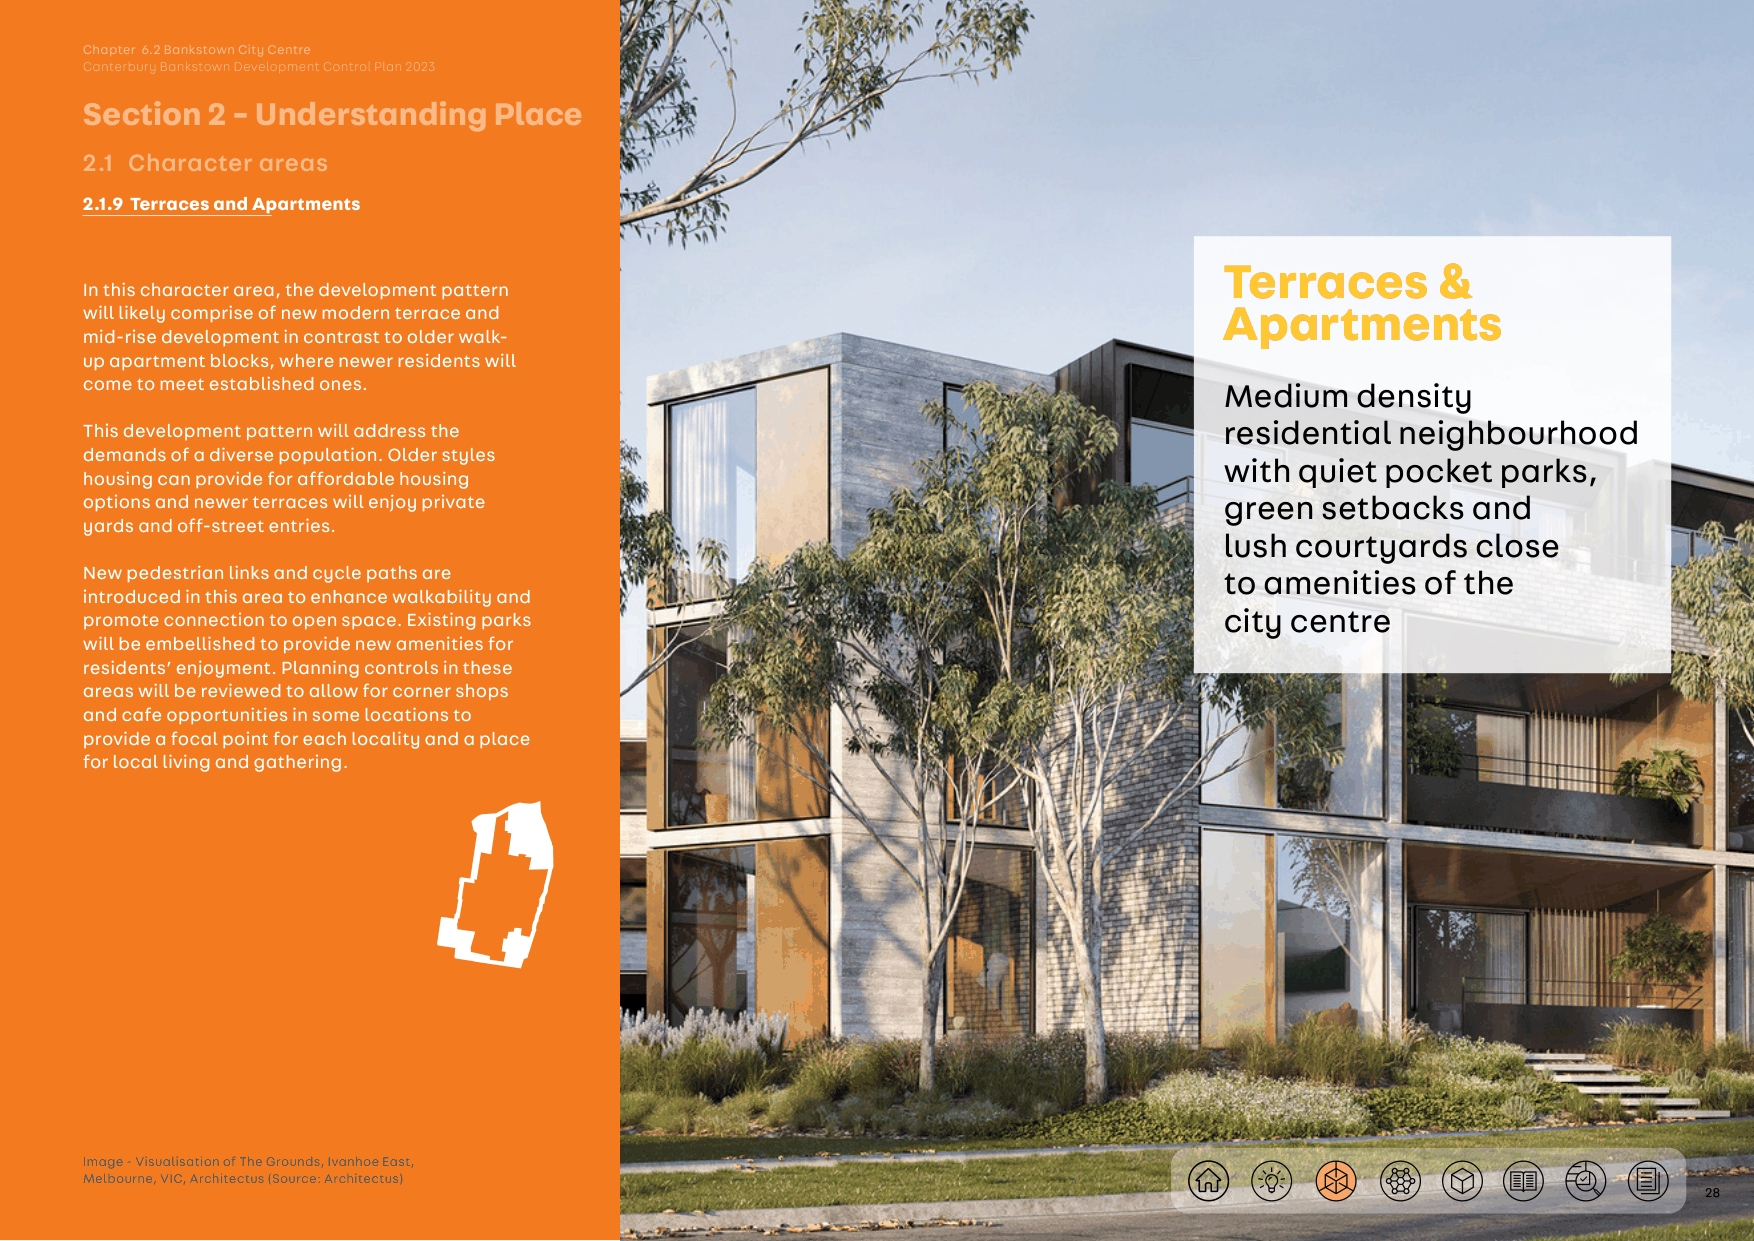 Chapter 6.2 Bankstown City Centre
Canterbury Bankstown Development Control Plan 2023
Section 2 – Understanding Place
2.1 Character areas
2.1.9 Terraces and Apartments
In this character area, the development pattern
will likely comprise of new modern terrace and
mid-rise development in contrast to older walk-
up apartment blocks, where newer residents will
come to meet established ones.
This development pattern will address the
demands of a diverse population. Older styles
housing can provide for affordable housing
options and newer terraces will enjoy private
yards and off-street entries.
New pedestrian links and cycle paths are
introduced in this area to enhance walkability and
promote connection to open space. Existing parks
will be embellished to provide new amenities for
residents’ enjoyment. Planning controls in these
areas will be reviewed to allow for corner shops
and cafe opportunities in some locations to
provide a focal point for each locality and a place
for local living and gathering.
Image - Visualisation of The Grounds, Ivanhoe East,
Melbourne, VIC, Architectus (Source: Architectus)
Terraces &
Apartments
Medium density
residential neighbourhood
with quiet pocket parks,
green setbacks and
lush courtyards close
to amenities of the
city centre
28